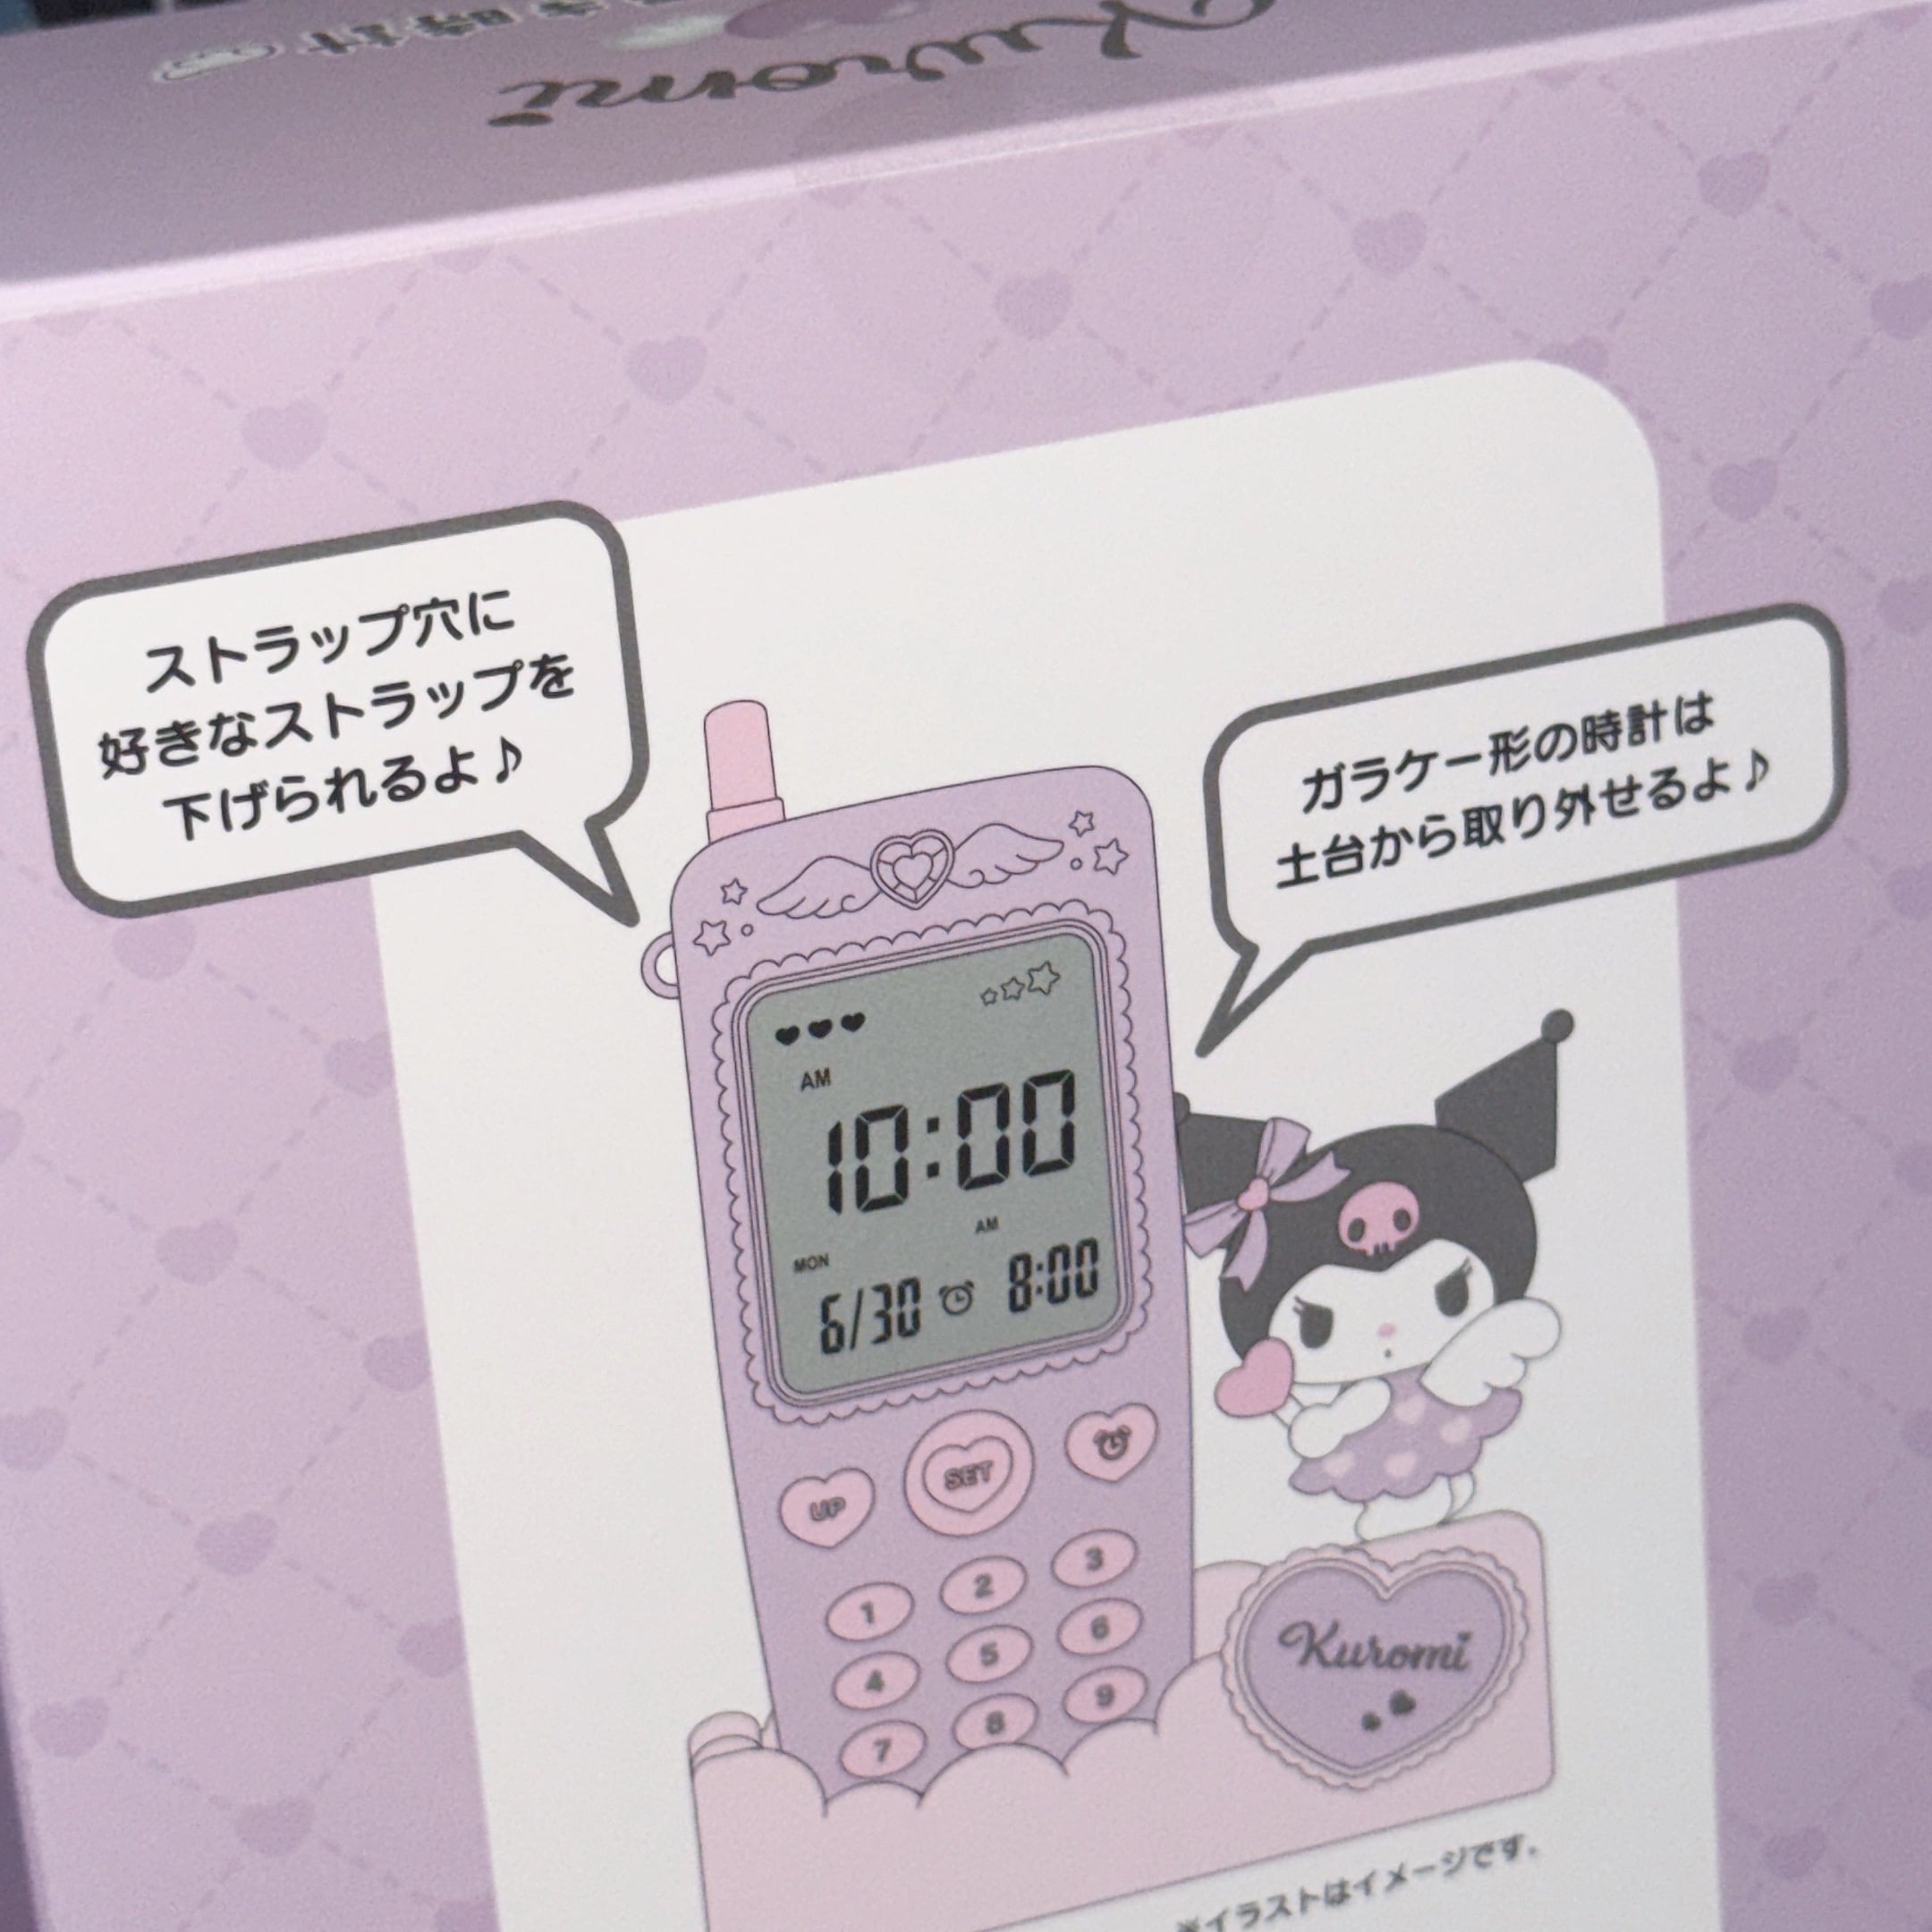 Kuromi
ストラップ穴に
好きなストラップを
下げられるよ♪
ガラケー形の時計は
土台から取り外せるよ♪
AM
10:00
AM
MON
6/30 8:00
UP SET
1 2 3
4 5 6
7 8 9
Kuromi
※イラストはイメージです。